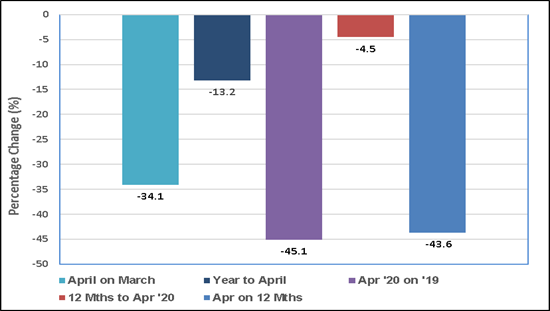 Percentage Change (%)
0
-5
-10
-15
-20
-25
-30
-35
-40
-45
-50
-34.1
-13.2
-45.1
-4.5
-43.6
April on March
Year to April
Apr '20 on '19
12 Mths to Apr '20
Apr on 12 Mths